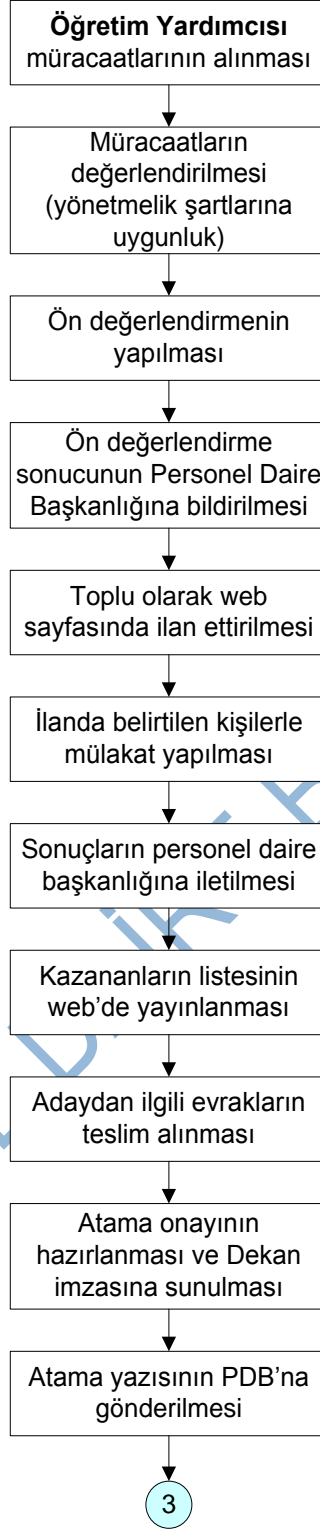 Öğretim Yardımcısı
müracaatlarının alınması
Müracaatların
değerlendirilmesi
(yönetmelik şartlarına
uygunluk)
Ön değerlendirmenin
yapılması
Ön değerlendirme
sonucunun Personel Daire
Başkanlığına bildirilmesi
Toplu olarak web
sayfasında ilan ettirilmesi
İlanda belirtilen kişilerle
mülakat yapılması
Sonuçların personel daire
başkanlığına iletilmesi
Kazananların listesinin
web’de yayınlanması
Adaydan ilgili evrakların
teslim alınması
Atama onayının
hazırlanması ve Dekan
imzasına sunulması
Atama yazısının PDB’na
gönderilmesi
3